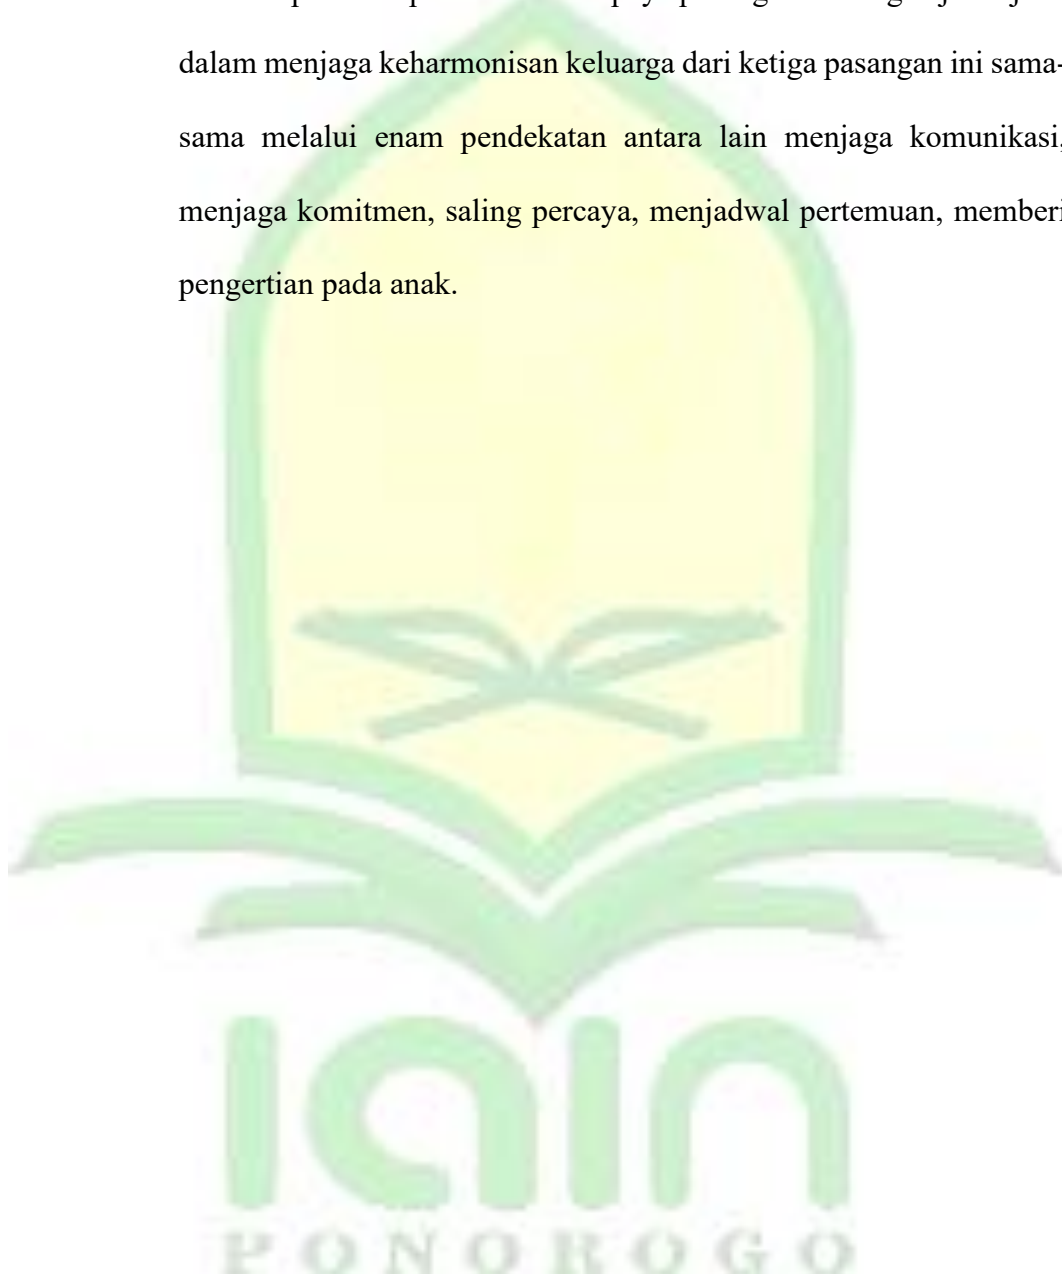 dalam menjaga keharmonisan keluarga dari ketiga pasangan ini sama-
sama melalui enam pendekatan antara lain menjaga komunikasi,
menjaga komitmen, saling percaya, menjadwal pertemuan, memberi
pengertian pada anak.
iain
PONOROGO